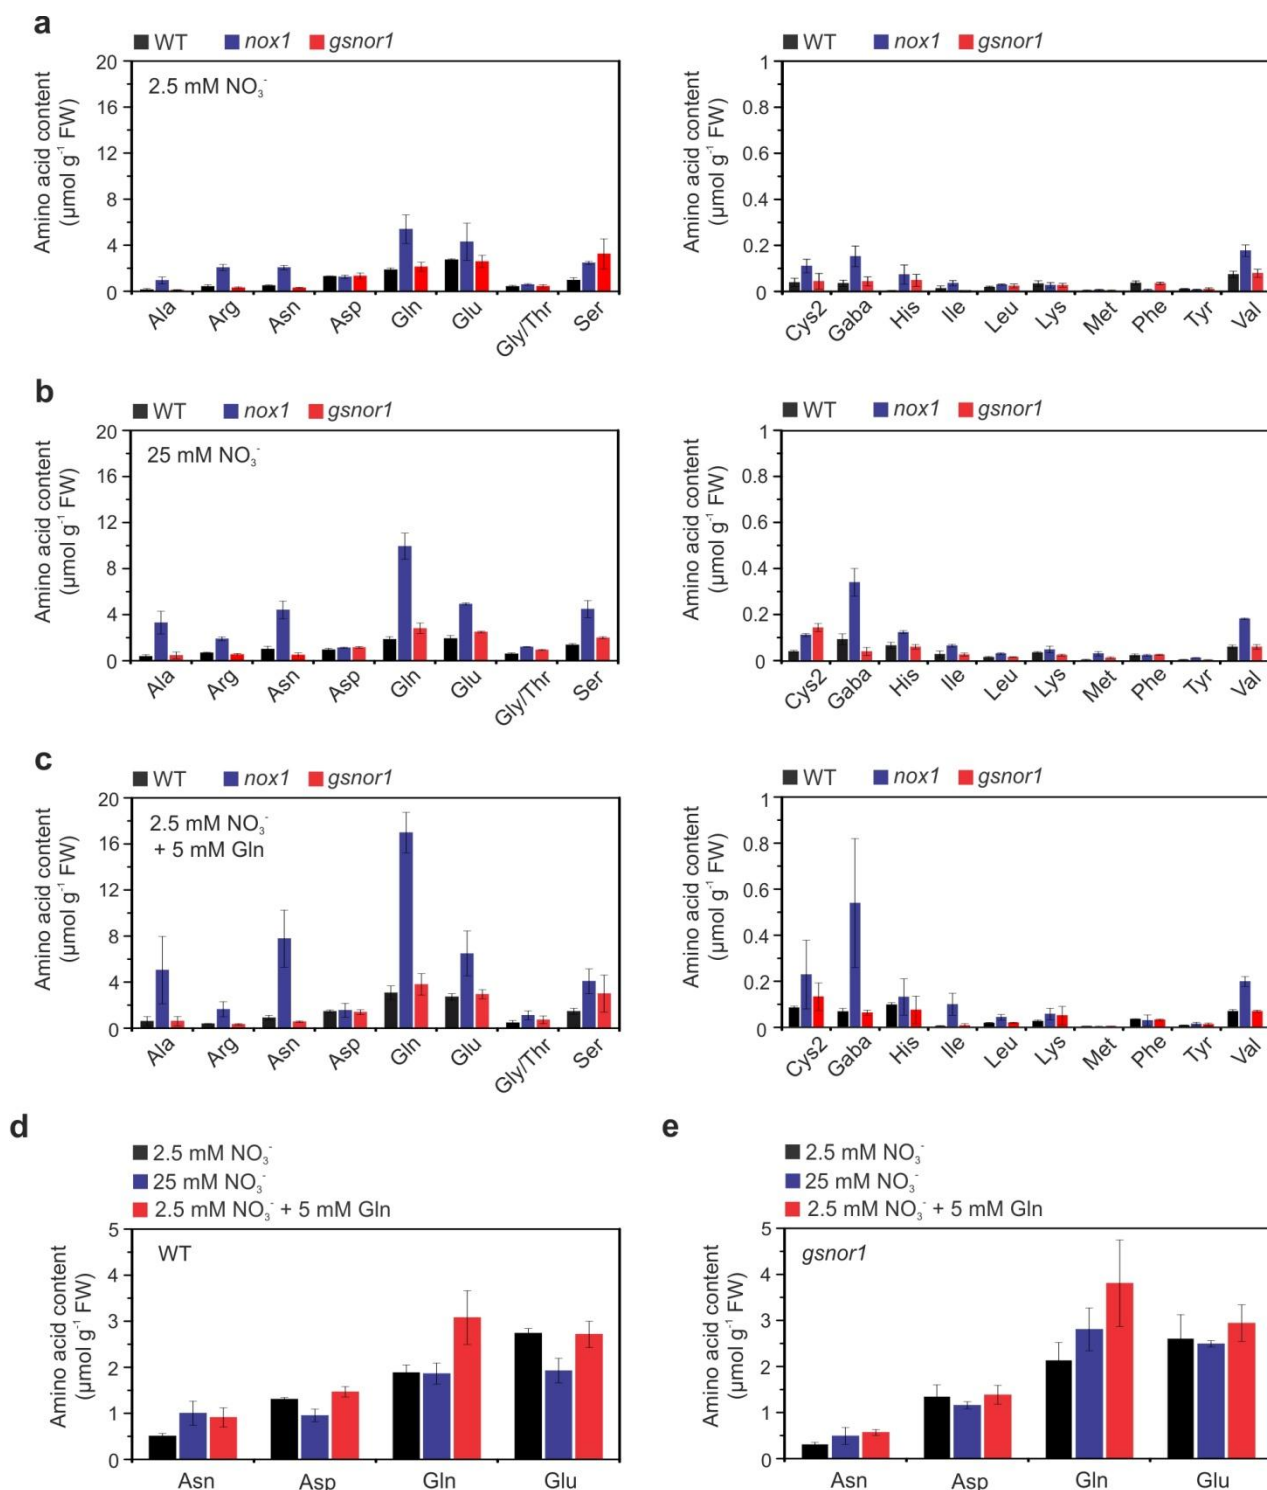 a
WT nox1 gsnor1
WT nox1 gsnor1
Amino acid content
(µmol g⁻¹ FW)
20
16
12
8
4
0
2.5 mM NO₃⁻
Ala Arg Asn Asp Gln Glu Gly/Thr Ser
Amino acid content
(µmol g⁻¹ FW)
1
0.8
0.6
0.4
0.2
0
Cys2 Gaba His Ile Leu Lys Met Phe Tyr Val
b
WT nox1 gsnor1
WT nox1 gsnor1
Amino acid content
(µmol g⁻¹ FW)
20
16
12
8
4
0
25 mM NO₃⁻
Ala Arg Asn Asp Gln Glu Gly/Thr Ser
Amino acid content
(µmol g⁻¹ FW)
1
0.8
0.6
0.4
0.2
0
Cys2 Gaba His Ile Leu Lys Met Phe Tyr Val
c
WT nox1 gsnor1
WT nox1 gsnor1
Amino acid content
(µmol g⁻¹ FW)
20
16
12
8
4
0
2.5 mM NO₃⁻
+ 5 mM Gln
Ala Arg Asn Asp Gln Glu Gly/Thr Ser
Amino acid content
(µmol g⁻¹ FW)
1
0.8
0.6
0.4
0.2
0
Cys2 Gaba His Ile Leu Lys Met Phe Tyr Val
d
2.5 mM NO₃⁻
25 mM NO₃⁻
2.5 mM NO₃⁻ + 5 mM Gln
Amino acid content
(µmol g⁻¹ FW)
5
4
3
2
1
0
WT
Asn Asp Gln Glu
e
2.5 mM NO₃⁻
25 mM NO₃⁻
2.5 mM NO₃⁻ + 5 mM Gln
Amino acid content
(µmol g⁻¹ FW)
5
4
3
2
1
0
gsnor1
Asn Asp Gln Glu